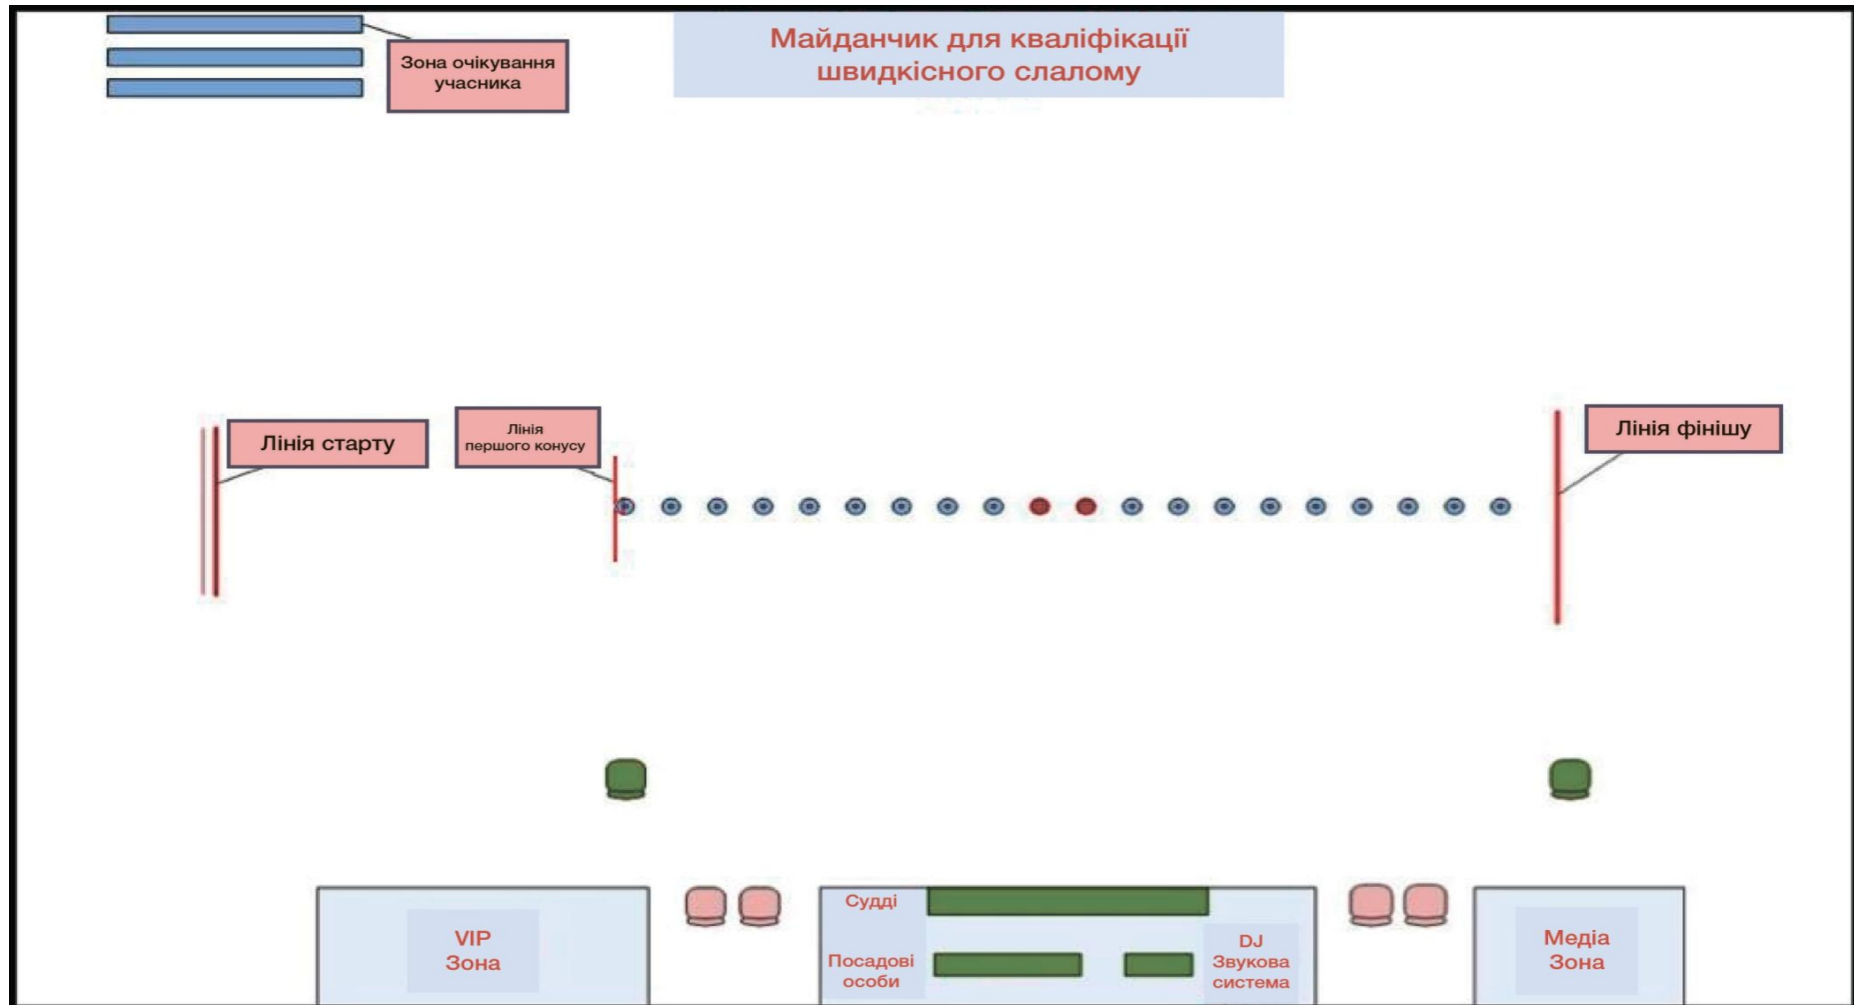 Майданчик для кваліфікації
швидкісного слалому
Зона очікування
учасника
Лінія старту
Лінія
першого конусу
Лінія фінішу
VIP
Зона
Судді
Посадові
особи
DJ
Звукова
система
Медіа
Зона